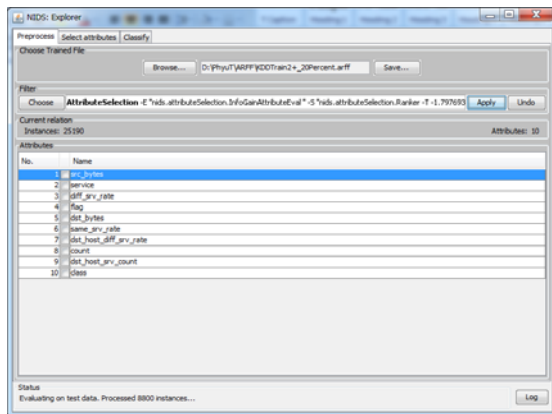 NIDS: Explorer
Preprocess Select attributes Classify
Choose Trained File
Browse... D:\PhyuT\ARFF\KDDTrain2+_20Percent.arff Save...
Filter
Choose AttributeSelection -E "nids.attributeSelection.InfoGainAttributeEval " -S "nids.attributeSelection.Ranker -T -1.797693 Apply Undo
Current relation
Instances: 25190 Attributes: 10
Attributes
No. Name
1 src_bytes
2 service
3 diff_srv_rate
4 flag
5 dst_bytes
6 same_srv_rate
7 dst_host_diff_srv_rate
8 count
9 dst_host_srv_count
10 class
Status
Evaluating on test data. Processed 8800 instances...
Log